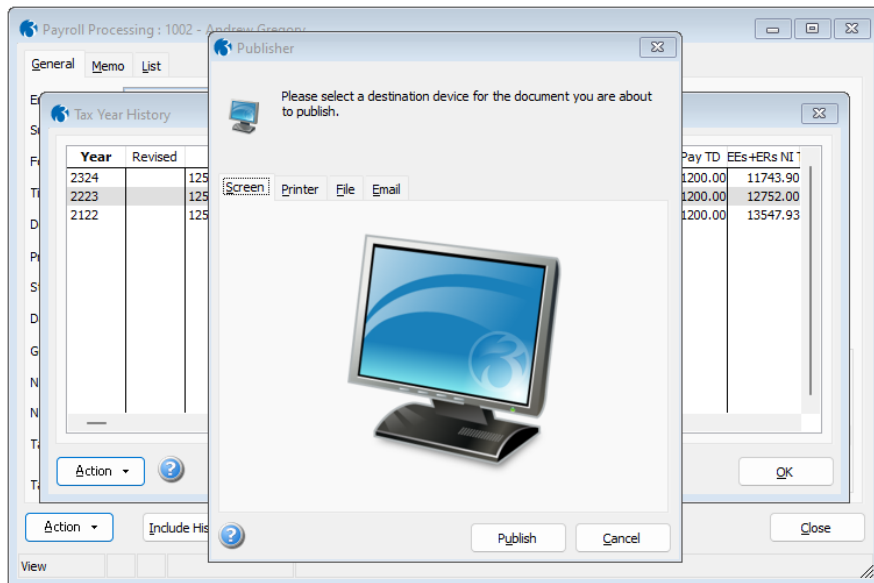 Payroll Processing : 1002 - Andrew Gregory
General Memo List
Tax Year History
Year Revised
2324 125
2223 125
2122 125
Pay TD EEs+ERs NI T
1200.00 11743.90
1200.00 12752.00
1200.00 13547.93
Action
OK
Action
Include His
Close
View
Publisher
Please select a destination device for the document you are about
to publish.
Screen Printer File Email
Publish Cancel